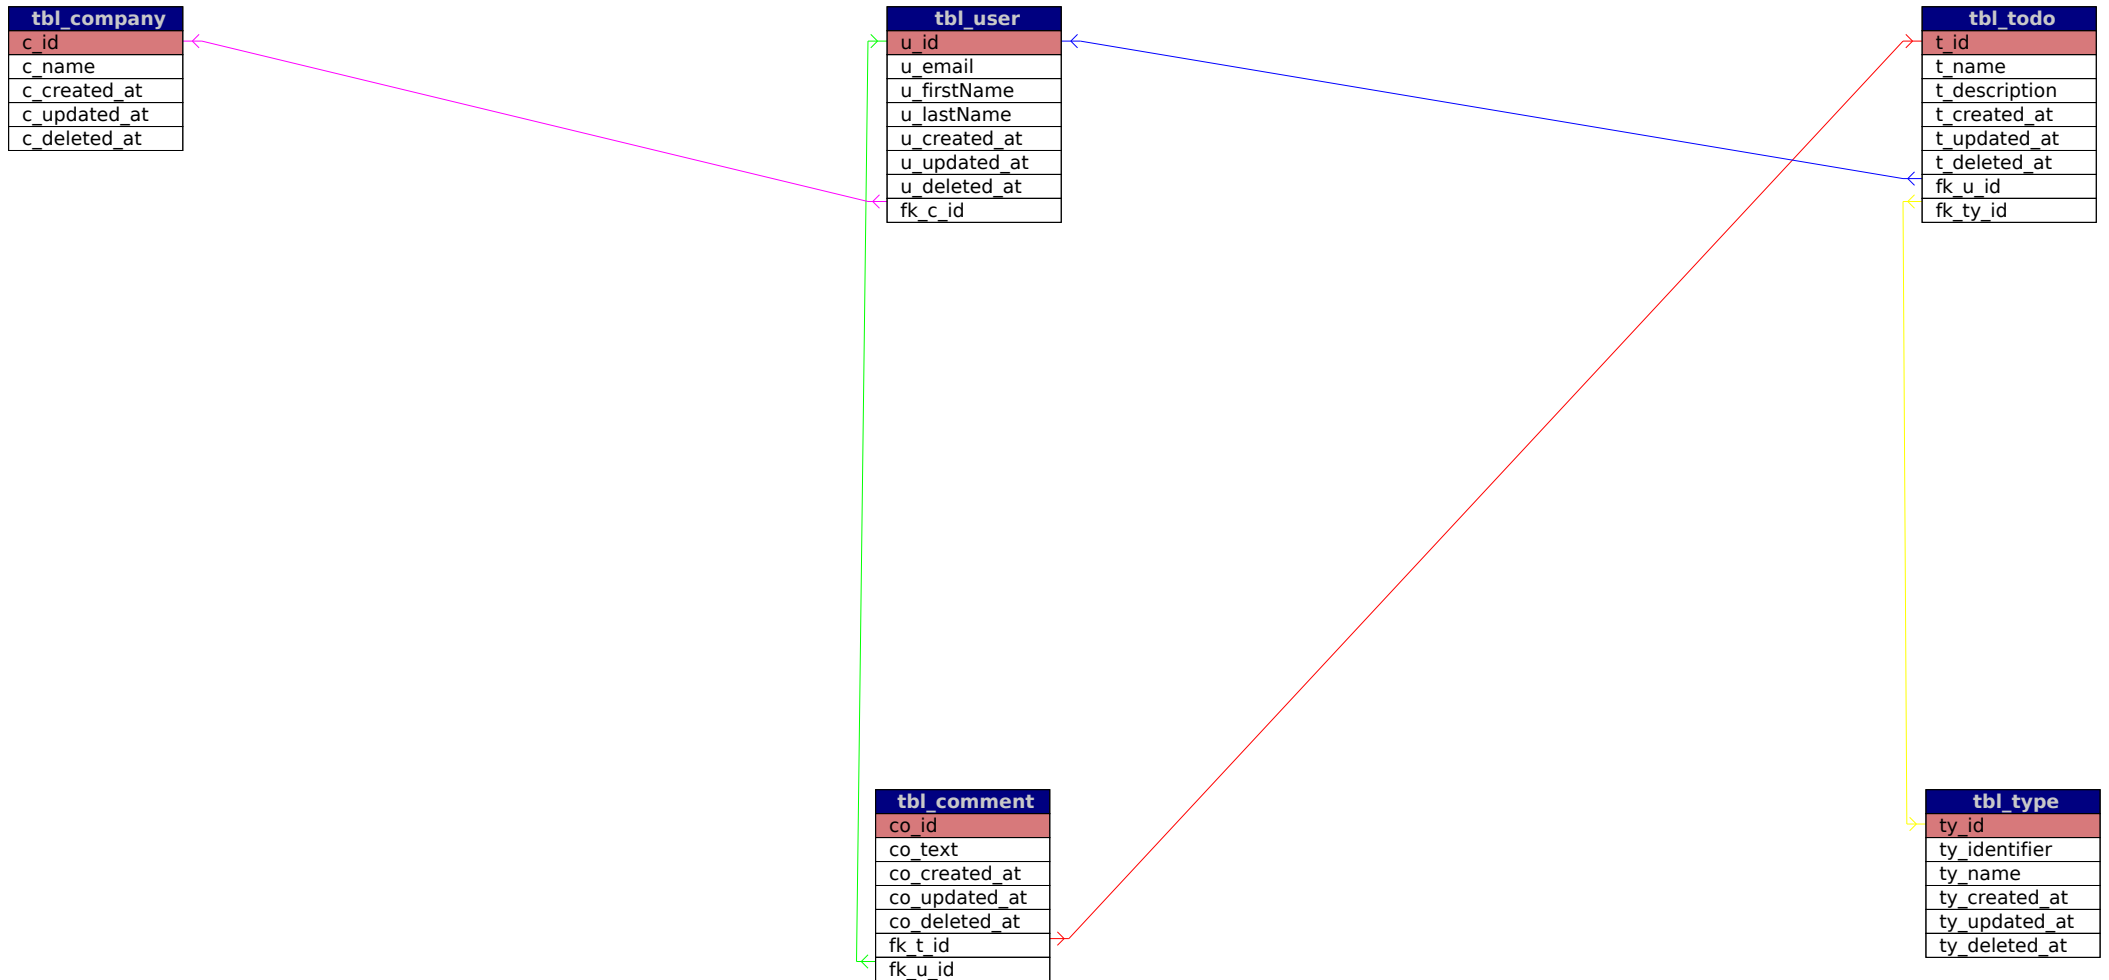 tbl_company
c_id
c_name
c_created_at
c_updated_at
c_deleted_at
tbl_user
u_id
u_email
u_firstName
u_lastName
u_created_at
u_updated_at
u_deleted_at
fk_c_id
tbl_todo
t_id
t_name
t_description
t_created_at
t_updated_at
t_deleted_at
fk_u_id
fk_ty_id
tbl_comment
co_id
co_text
co_created_at
co_updated_at
co_deleted_at
fk_t_id
fk_u_id
tbl_type
ty_id
ty_identifier
ty_name
ty_created_at
ty_updated_at
ty_deleted_at